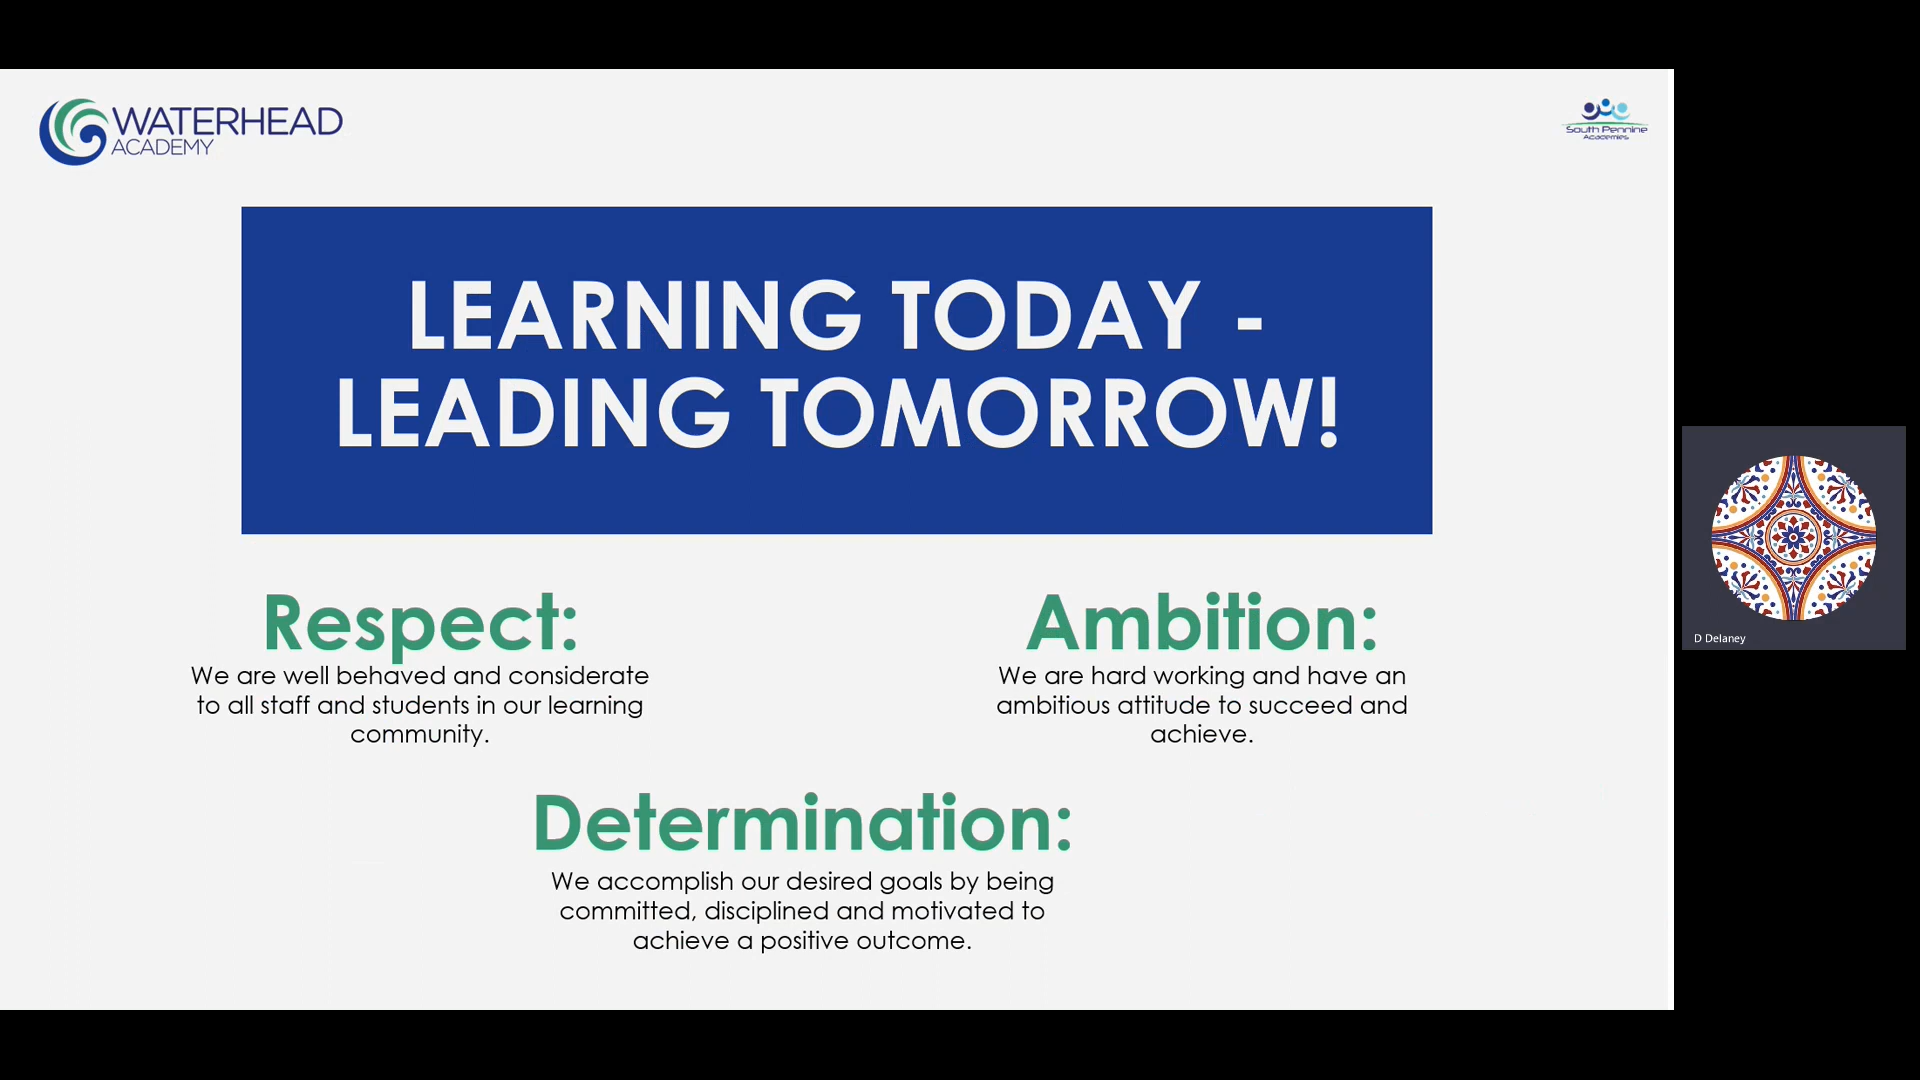 WATERHEAD
ACADEMY
South Pennine
Academies
LEARNING TODAY -
LEADING TOMORROW!
Respect:
We are well behaved and considerate
to all staff and students in our learning
community.
Ambition:
We are hard working and have an
ambitious attitude to succeed and
achieve.
Determination:
We accomplish our desired goals by being
committed, disciplined and motivated to
achieve a positive outcome.
D Delaney